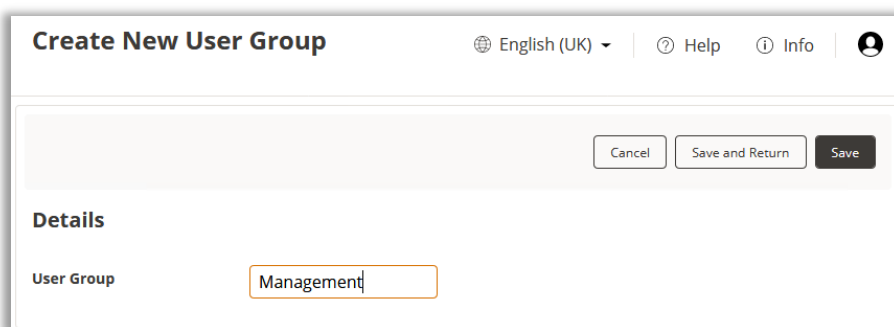 Create New User Group English (UK) Help Info
Cancel Save and Return Save
Details
User Group Management